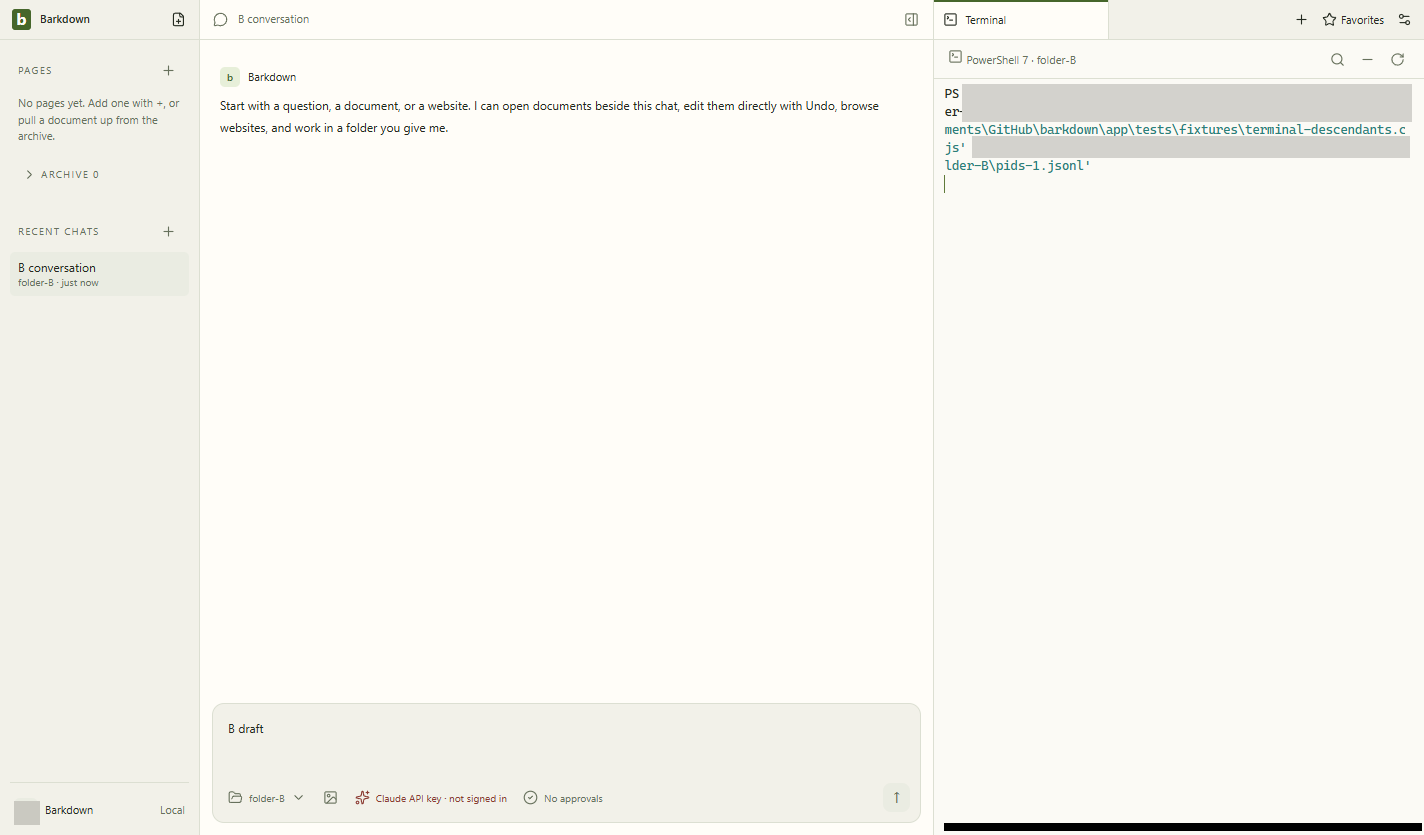 b Barkdown
PAGES
No pages yet. Add one with +, or
pull a document up from the
archive.
ARCHIVE 0
RECENT CHATS
B conversation
folder-B · just now
Barkdown Local
B conversation
b Barkdown
Start with a question, a document, or a website. I can open documents beside this chat, edit them directly with Undo, browse
websites, and work in a folder you give me.
B draft
folder-B Claude API key · not signed in No approvals
Terminal
Favorites
PowerShell 7 · folder-B
PS
er-
ments\GitHub\barkdown\app\tests\fixtures\terminal-descendants.c
js'
lder-B\pids-1.jsonl'